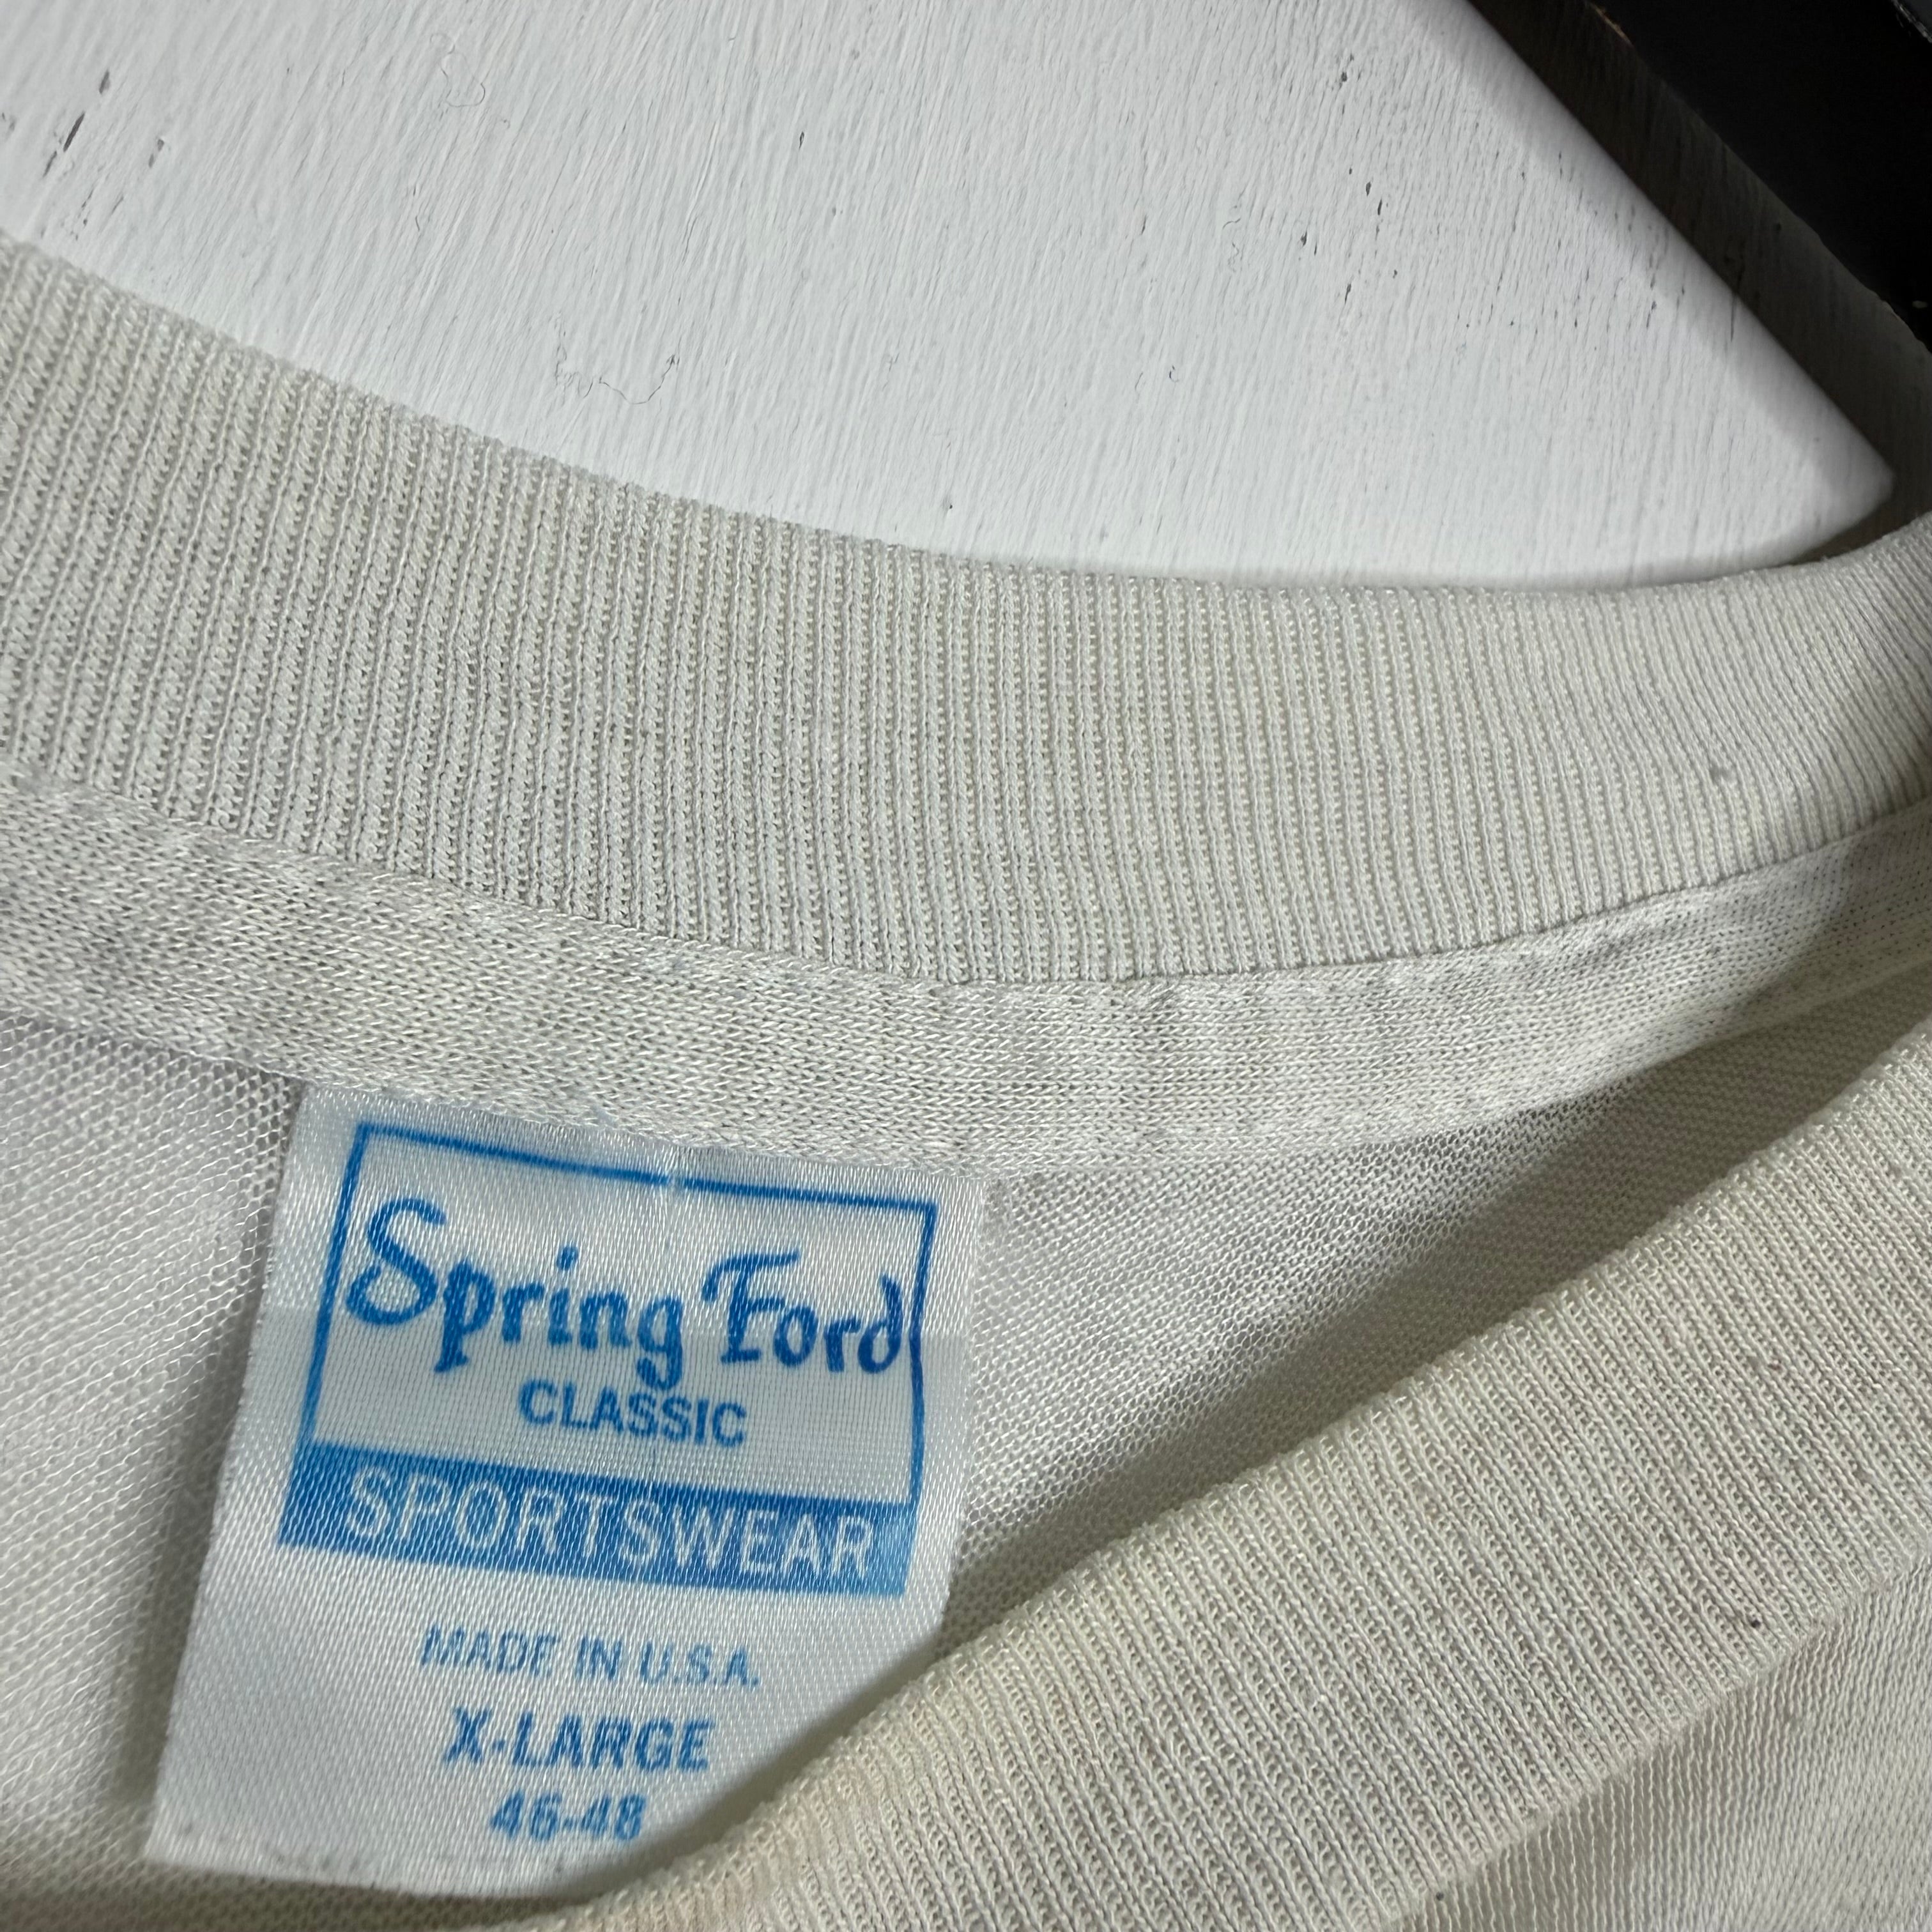 Spring Ford
CLASSIC
SPORTSWEAR
MADE IN U.S.A.
X-LARGE
46-48